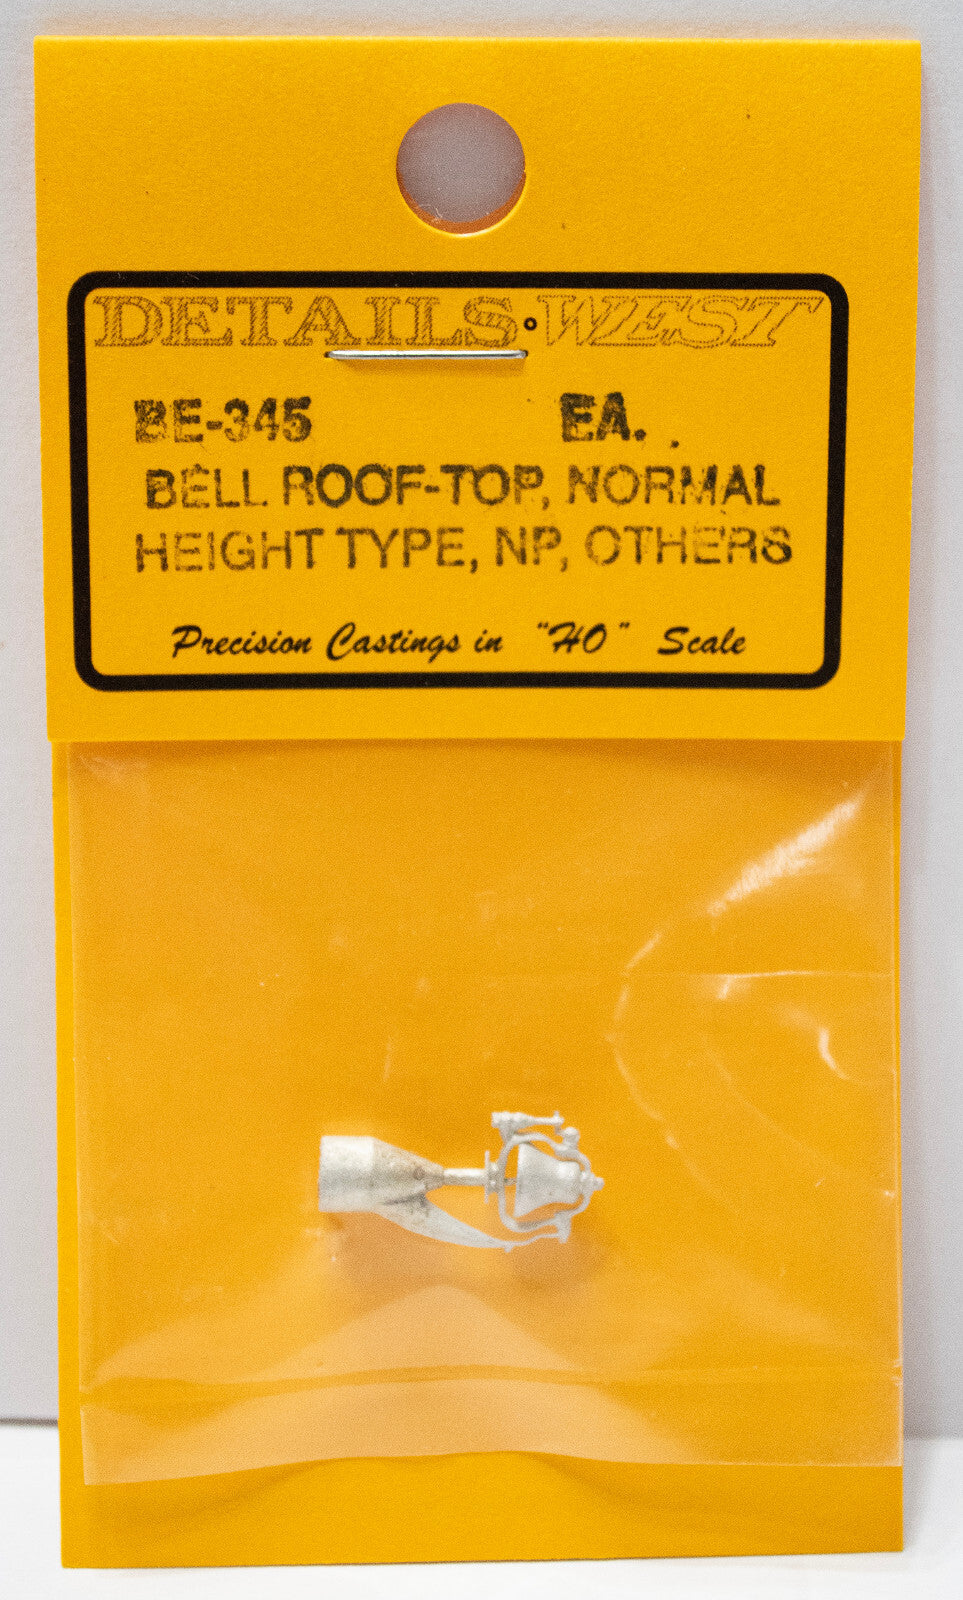 DETAILS WEST
BE-345 EA.
BELL ROOF-TOP, NORMAL
HEIGHT TYPE, NP, OTHERS
Precision Castings in "HO" Scale